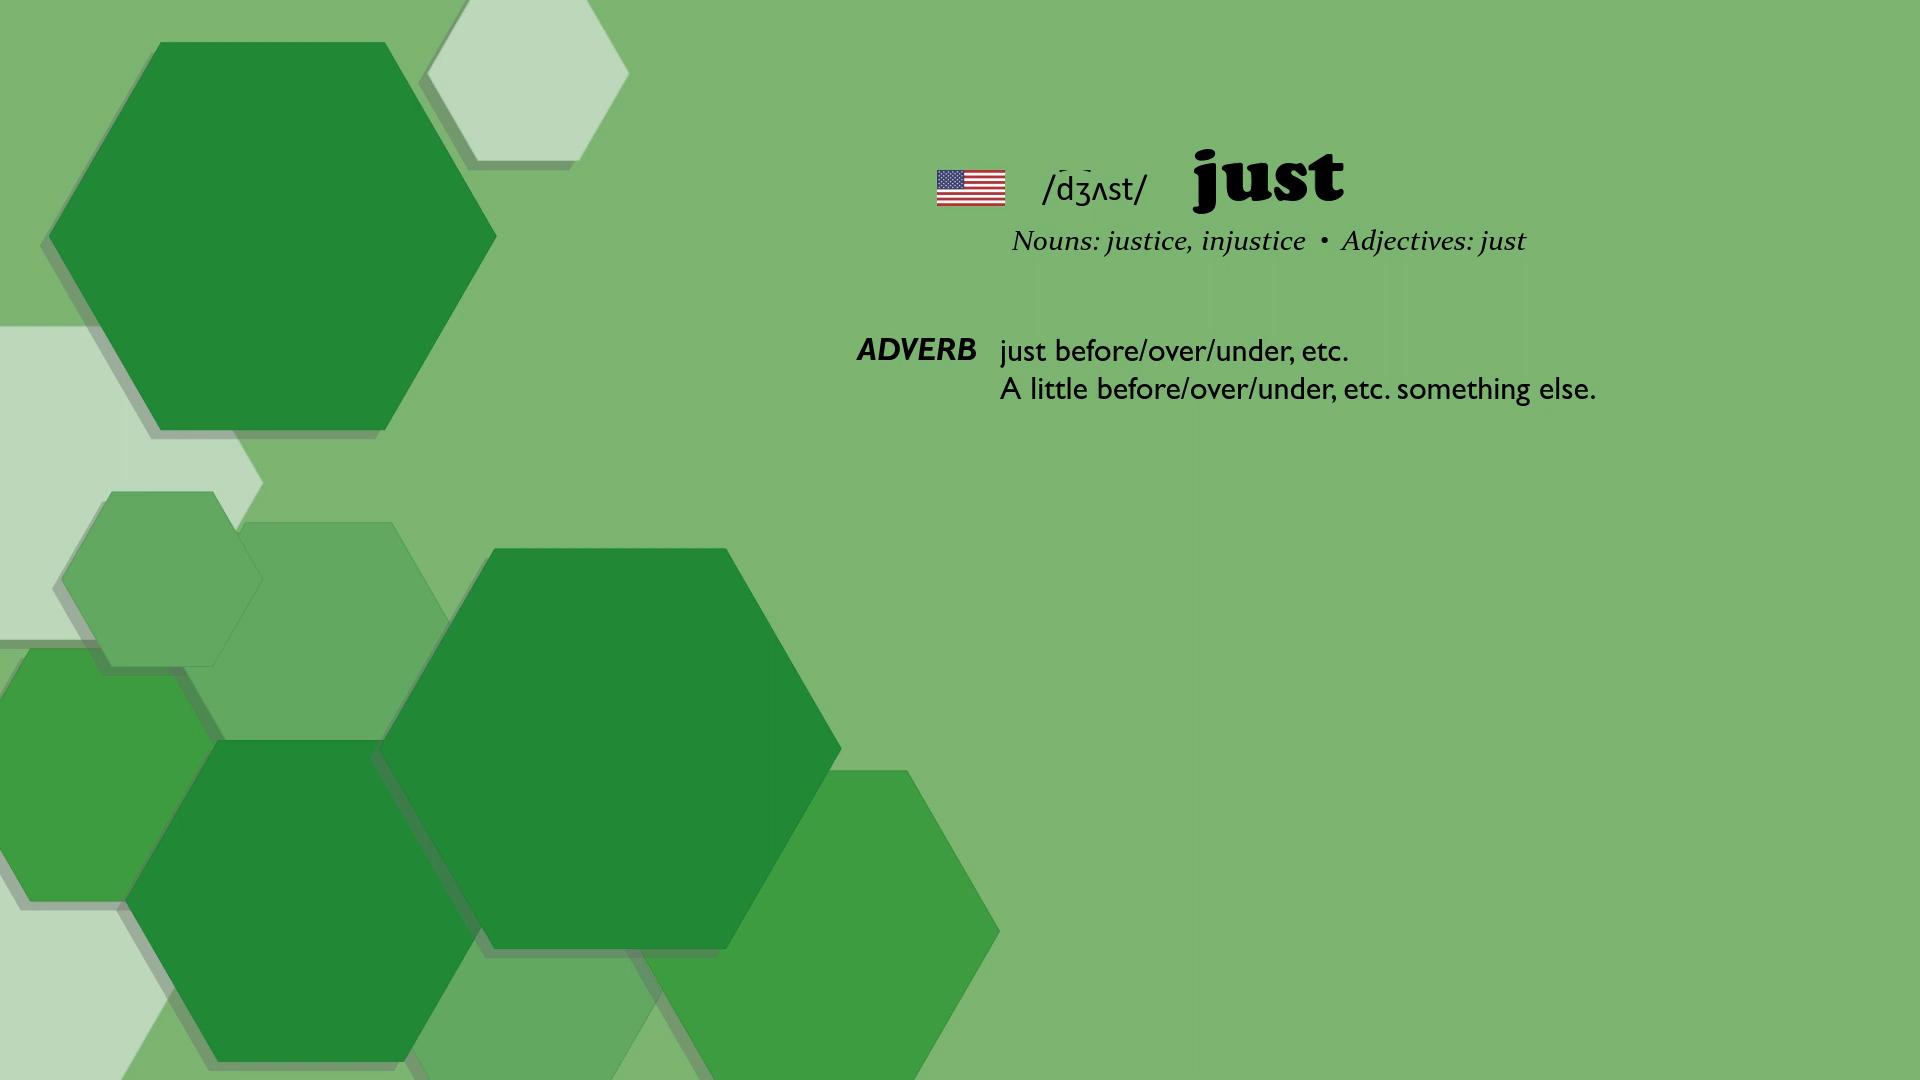 /d͡ʒʌst/ just
Nouns: justice, injustice • Adjectives: just
ADVERB just before/over/under, etc.
A little before/over/under, etc. something else.